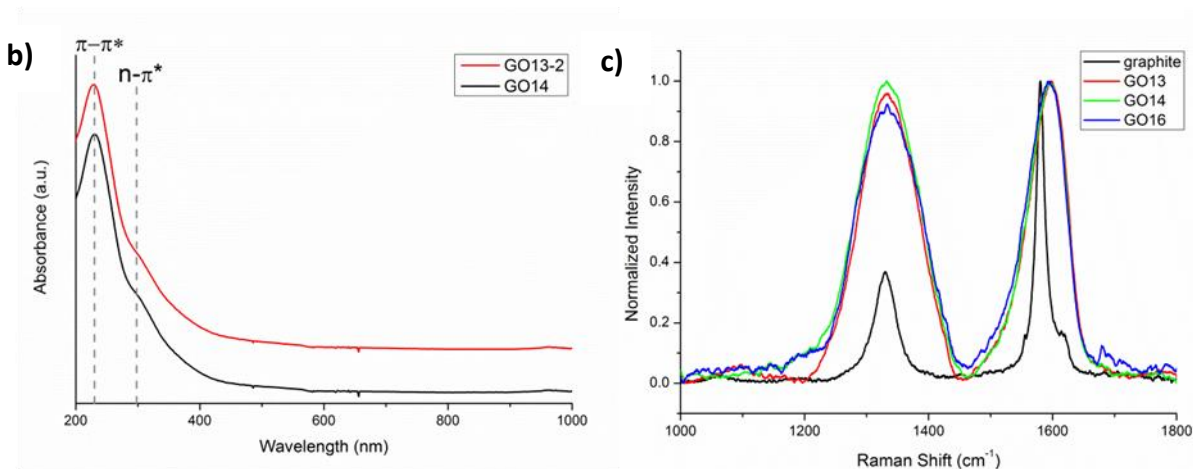 b)
π–π*
n-π*
GO13-2
GO14
Absorbance (a.u.)
200
400
600
800
1000
Wavelength (nm)
c)
graphite
GO13
GO14
GO16
1.0
0.8
0.6
0.4
0.2
0.0
Normalized Intensity
1000
1200
1400
1600
1800
Raman Shift (cm⁻¹)